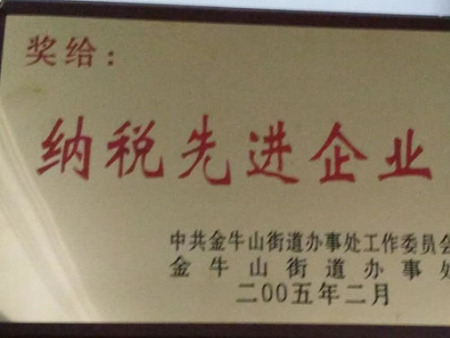 奖给：
纳税先进企业
中共金牛山街道办事处工作委员会
金牛山街道办事处
二00五年二月